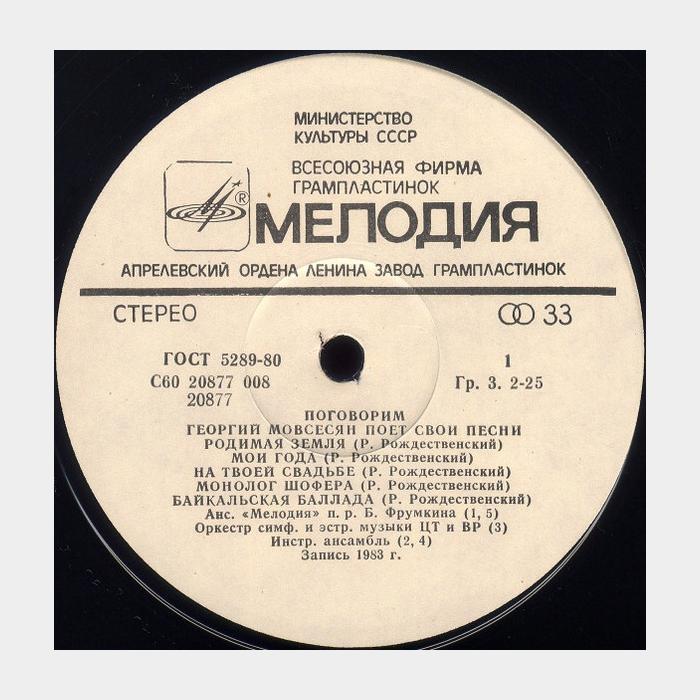 МИНИСТЕРСТВО
КУЛЬТУРЫ СССР
ВСЕСОЮЗНАЯ ФИРМА
ГРАМПЛАСТИНОК
®
МЕЛОДИЯ
АПРЕЛЕВСКИЙ ОРДЕНА ЛЕНИНА ЗАВОД ГРАМПЛАСТИНОК
СТЕРЕО 33
ГОСТ 5289-80 1
С60 20877 008 Гр. 3. 2-25
20877
ПОГОВОРИМ
ГЕОРГИЙ МОВСЕСЯН ПОЕТ СВОИ ПЕСНИ
РОДИМАЯ ЗЕМЛЯ (Р. Рождественский)
МОИ ГОДА (Р. Рождественский)
НА ТВОЕЙ СВАДЬБЕ (Р. Рождественский)
МОНОЛОГ ШОФЕРА (Р. Рождественский)
БАЙКАЛЬСКАЯ БАЛЛАДА (Р. Рождественский)
Анс. «Мелодия» п. р. Б. Фрумкина (1, 5)
Оркестр симф. и эстр. музыки ЦТ и ВР (3)
Инстр. ансамбль (2, 4)
Запись 1983 г.